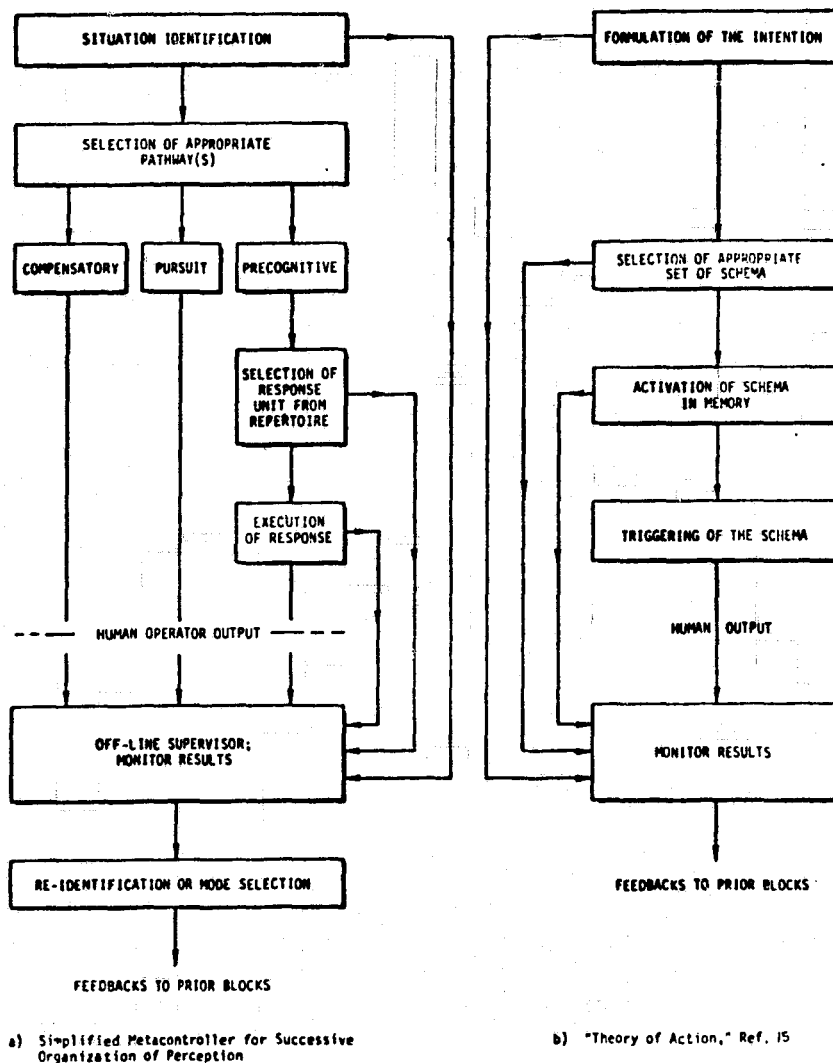 SITUATION IDENTIFICATION
SELECTION OF APPROPRIATE
PATHWAY(S)
COMPENSATORY
PURSUIT
PRECOGNITIVE
SELECTION OF
RESPONSE
UNIT FROM
REPERTOIRE
EXECUTION
OF RESPONSE
HUMAN OPERATOR OUTPUT
OFF-LINE SUPERVISOR;
MONITOR RESULTS
RE-IDENTIFICATION OR MODE SELECTION
FEEDBACKS TO PRIOR BLOCKS
a) Simplified Metacontroller for Successive
Organization of Perception
FORMULATION OF THE INTENTION
SELECTION OF APPROPRIATE
SET OF SCHEMA
ACTIVATION OF SCHEMA
IN MEMORY
TRIGGERING OF THE SCHEMA
HUMAN OUTPUT
MONITOR RESULTS
FEEDBACKS TO PRIOR BLOCKS
b) "Theory of Action," Ref. 15